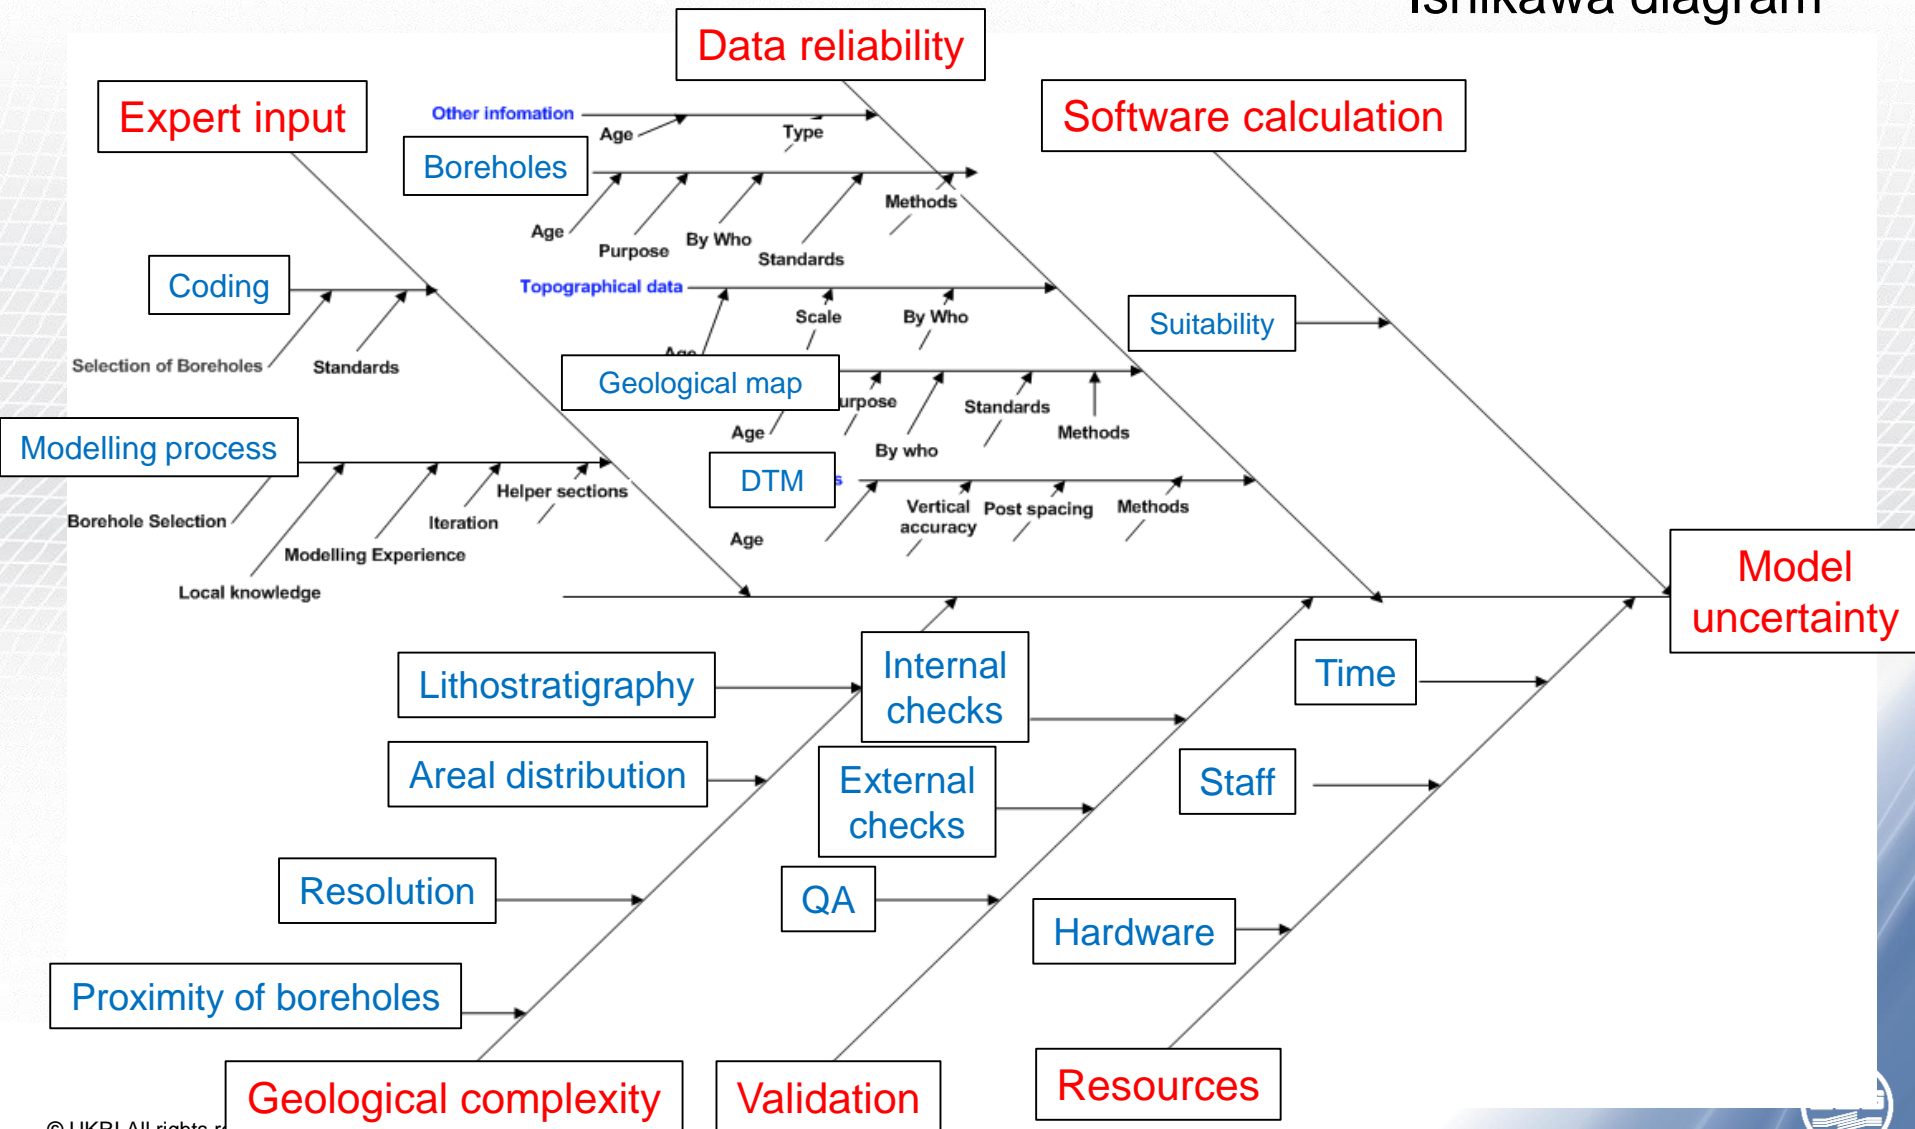 Ishikawa diagram
Data reliability
Expert input
Software calculation
Other infomation
Age
Type
Boreholes
Methods
Age
Purpose
By Who
Standards
Coding
Topographical data
Scale
By Who
Suitability
Age
Selection of Boreholes
Standards
Geological map
urpose
Standards
Age
Methods
By who
Modelling process
DTM
s
Helper sections
Vertical
accuracy
Post spacing
Methods
Borehole Selection
Iteration
Age
Modelling Experience
Local knowledge
Model
uncertainty
Lithostratigraphy
Internal
checks
Time
Areal distribution
External
checks
Staff
Resolution
QA
Hardware
Proximity of boreholes
Geological complexity
Validation
Resources
© UKRI All rights